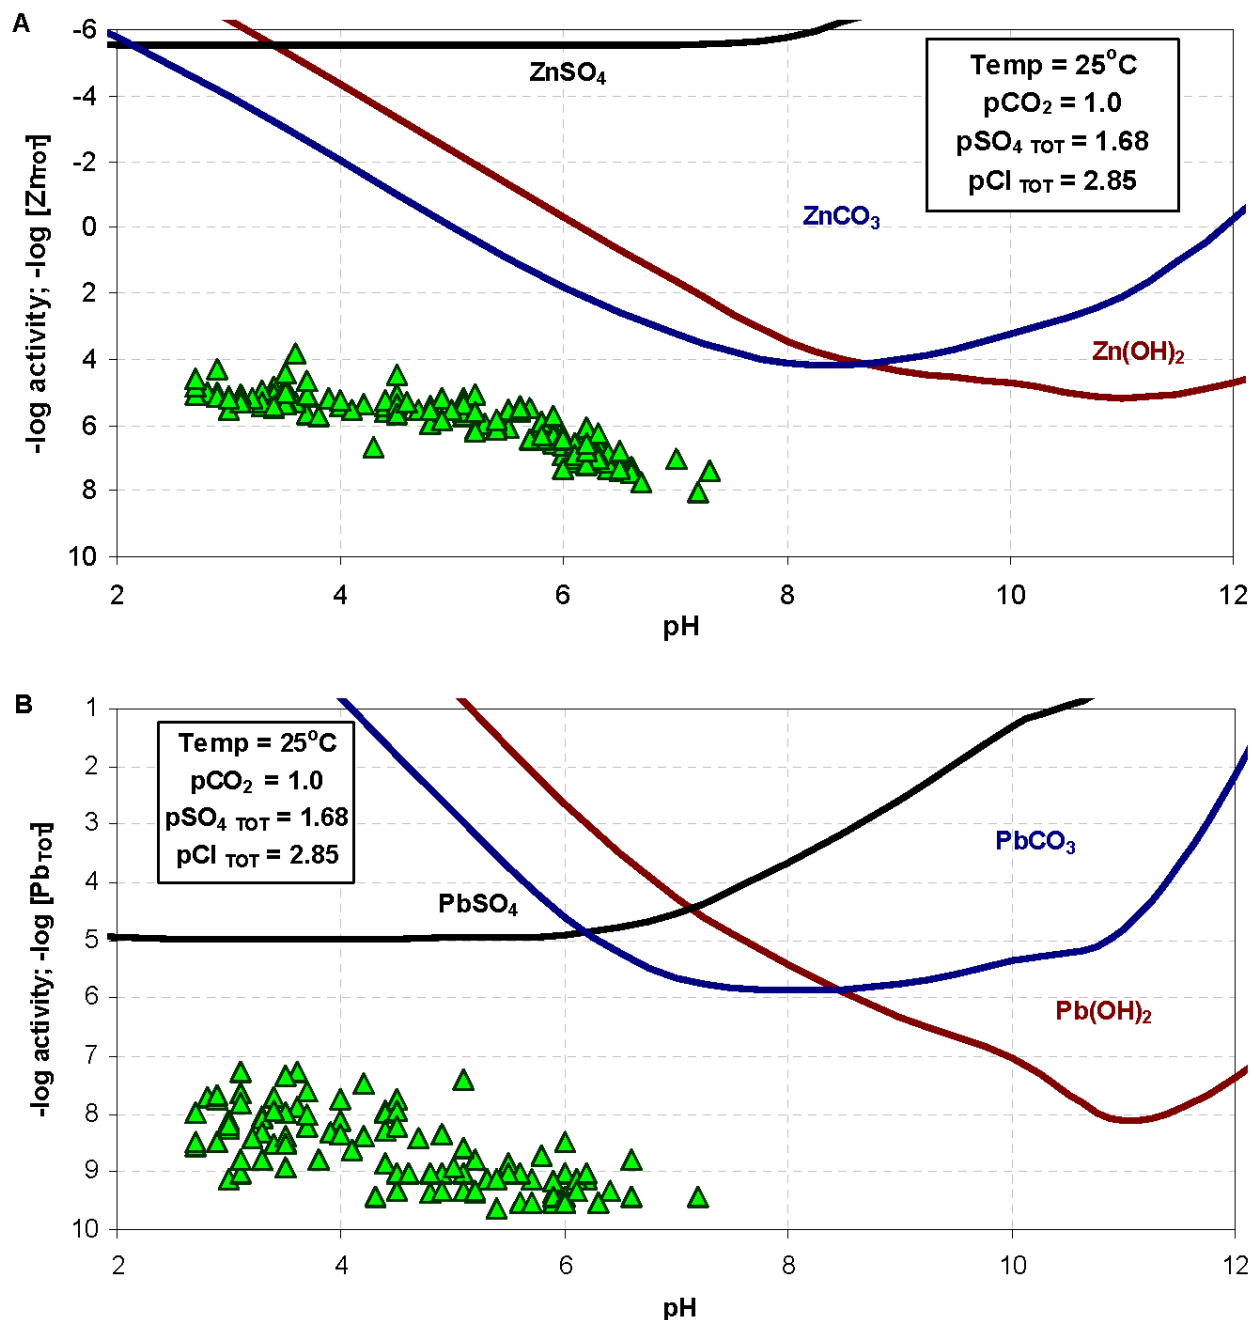 A
-6
-4
-2
0
2
4
6
8
10
-log activity; -log [Zn_TOT]
ZnSO₄
Temp = 25°C
pCO₂ = 1.0
pSO₄ TOT = 1.68
pCl TOT = 2.85
ZnCO₃
Zn(OH)₂
2 4 6 8 10 12
pH
B
1
2
3
4
5
6
7
8
9
10
-log activity; -log [Pb_TOT]
Temp = 25°C
pCO₂ = 1.0
pSO₄ TOT = 1.68
pCl TOT = 2.85
PbSO₄
PbCO₃
Pb(OH)₂
2 4 6 8 10 12
pH